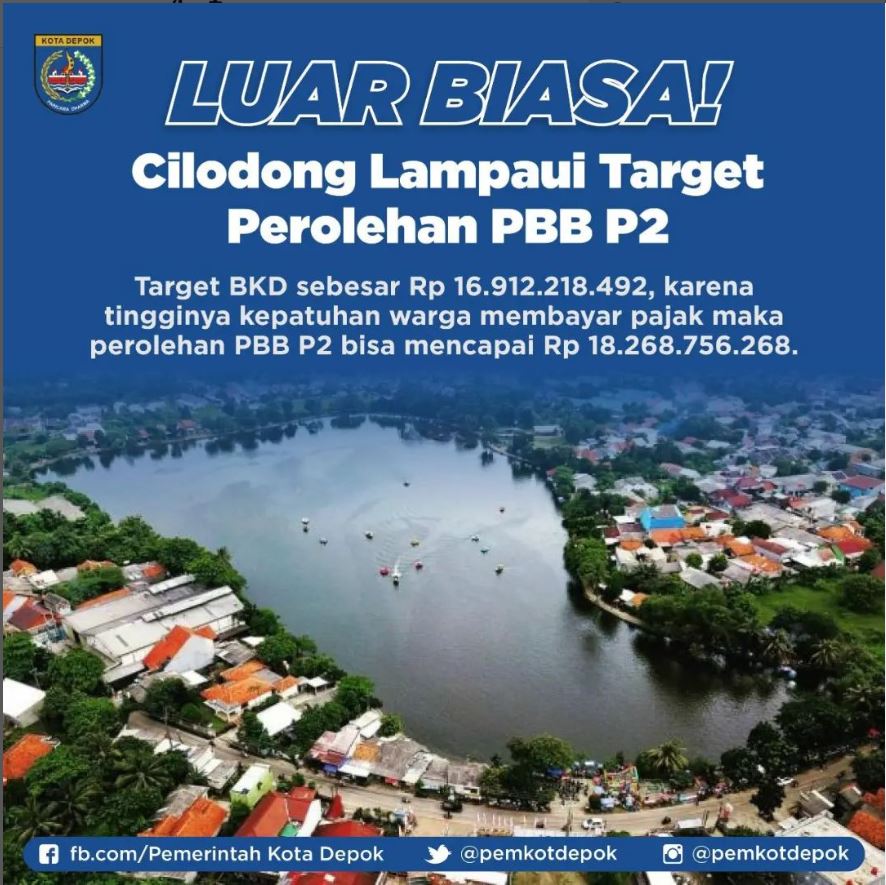 KOTA DEPOK
PARICARA DHARMA
LUAR BIASA!
Cilodong Lampaui Target
Perolehan PBB P2
Target BKD sebesar Rp 16.912.218.492, karena
tingginya kepatuhan warga membayar pajak maka
perolehan PBB P2 bisa mencapai Rp 18.268.756.268.
fb.com/Pemerintah Kota Depok
@pemkotdepok
@pemkotdepok